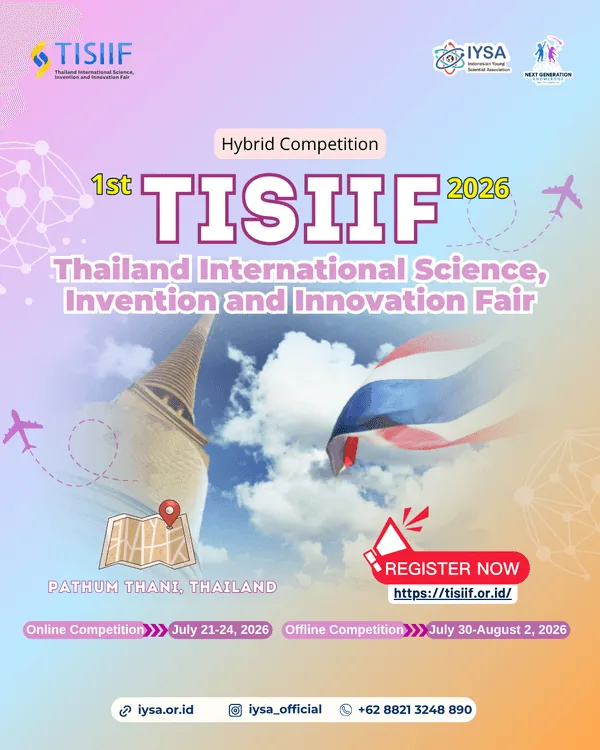 TISIIF
Thailand International Science,
Invention and Innovation Fair
IYSA
Indonesian Young
Scientist Association
NEXT GENERATION
KNOWLEDGE
Hybrid Competition
1st TISIIF 2026
Thailand International Science,
Invention and Innovation Fair
PATHUM THANI, THAILAND
REGISTER NOW
https://tisiif.or.id/
Online Competition July 21-24, 2026
Offline Competition July 30-August 2, 2026
iysa.or.id iysa_official +62 8821 3248 890